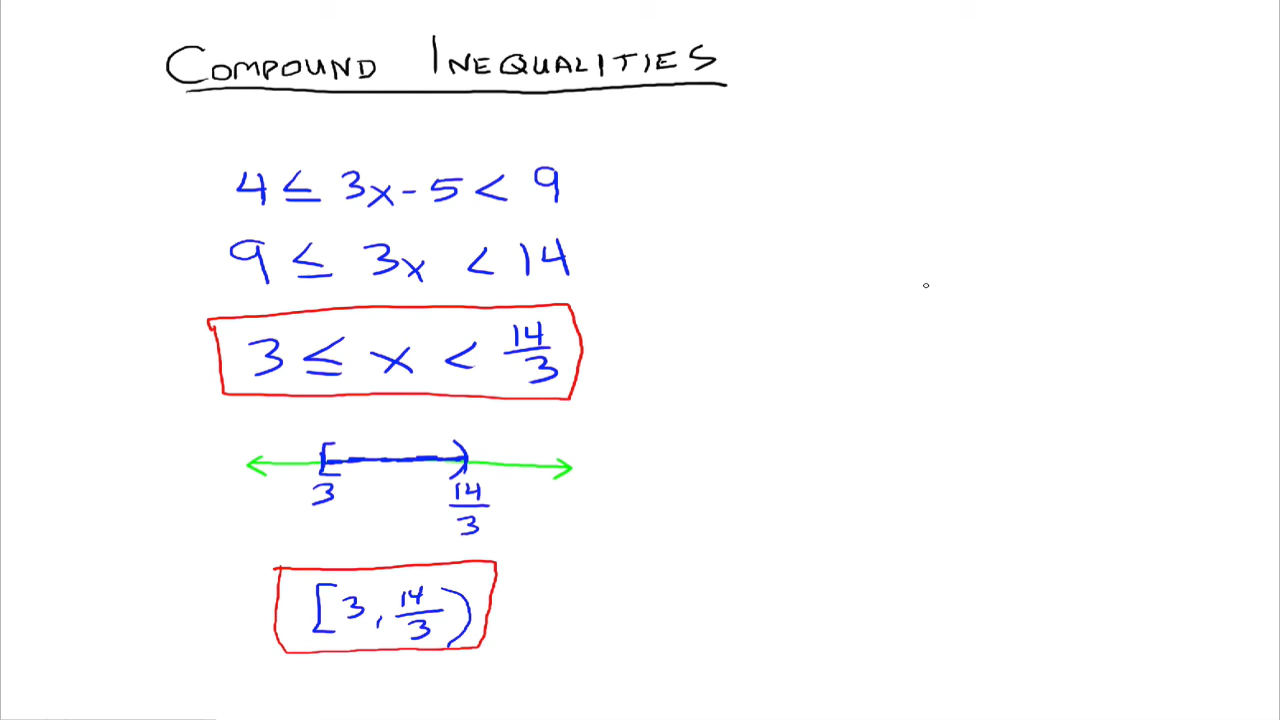 COMPOUND INEQUALITIES
4 ≤ 3x - 5 < 9
9 ≤ 3x < 14
3 ≤ x < 14/3
[ )
3 14/3
[3, 14/3)